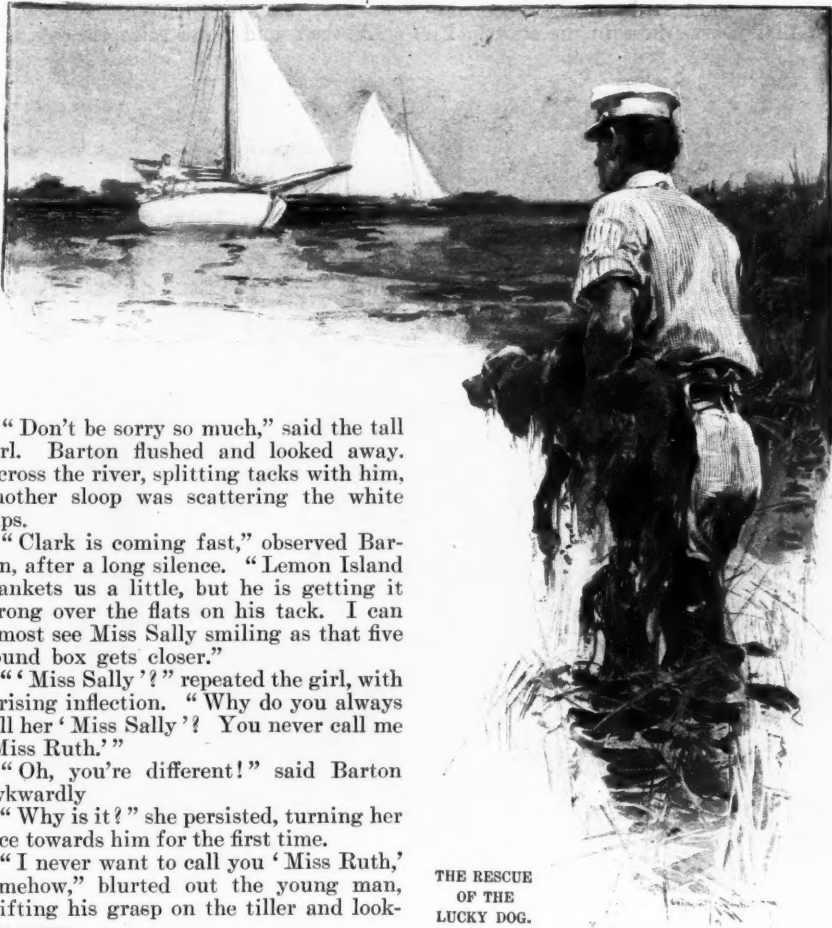 “ Don't be sorry so much,” said the tall
rl. Barton flushed and looked away.
cross the river, splitting tacks with him,
nother sloop was scattering the white
ps.
“ Clark is coming fast,” observed Bar-
n, after a long silence. “ Lemon Island
ankets us a little, but he is getting it
rong over the flats on his tack. I can
most see Miss Sally smiling as that five
ound box gets closer.”
“ ‘ Miss Sally ’ ? ” repeated the girl, with
rising inflection. “ Why do you always
ll her ‘ Miss Sally ’ ? You never call me
Miss Ruth.’ ”
“ Oh, you're different! ” said Barton
wkwardly
“ Why is it ? ” she persisted, turning her
ce towards him for the first time.
“ I never want to call you ‘ Miss Ruth,’
mehow,” blurted out the young man,
ifting his grasp on the tiller and look-
THE RESCUE
OF THE
LUCKY DOG.